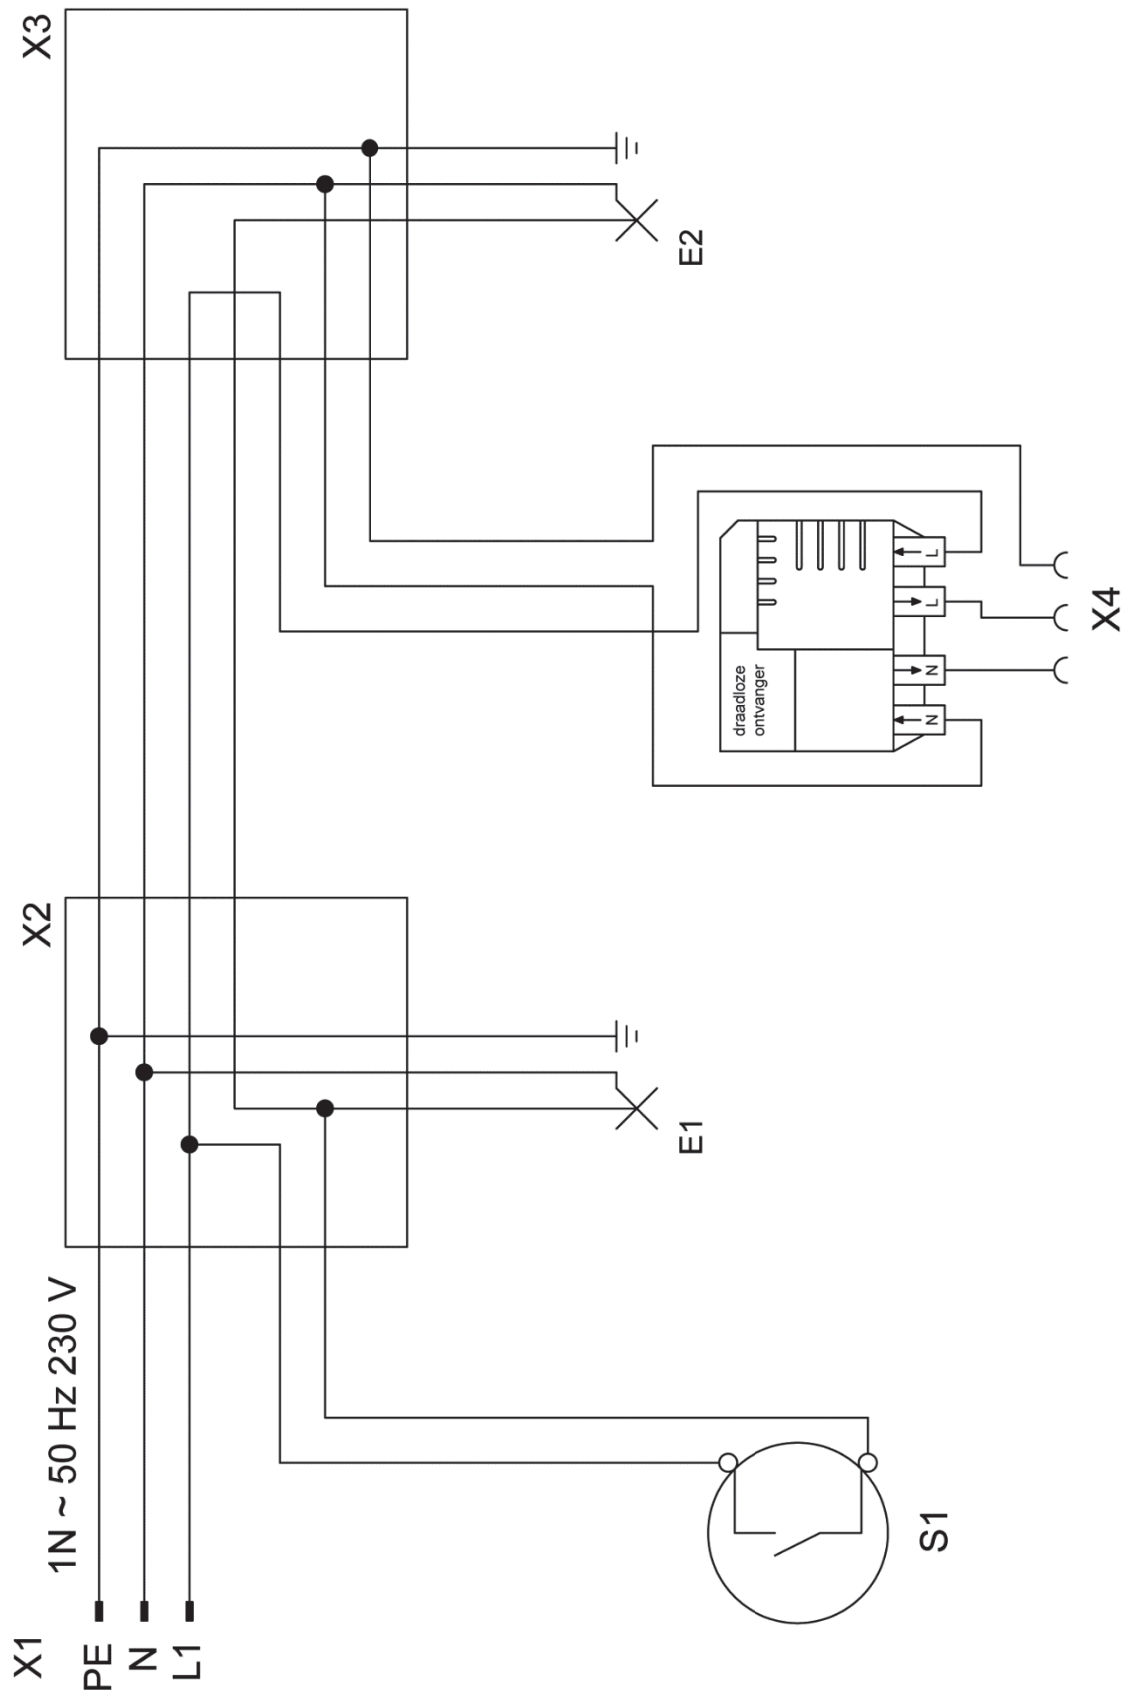 X1
1N ~ 50 Hz 230 V
PE
N
L1
X2
X3
E1
E2
S1
draadloze
ontvanger
N
N
L
L
X4